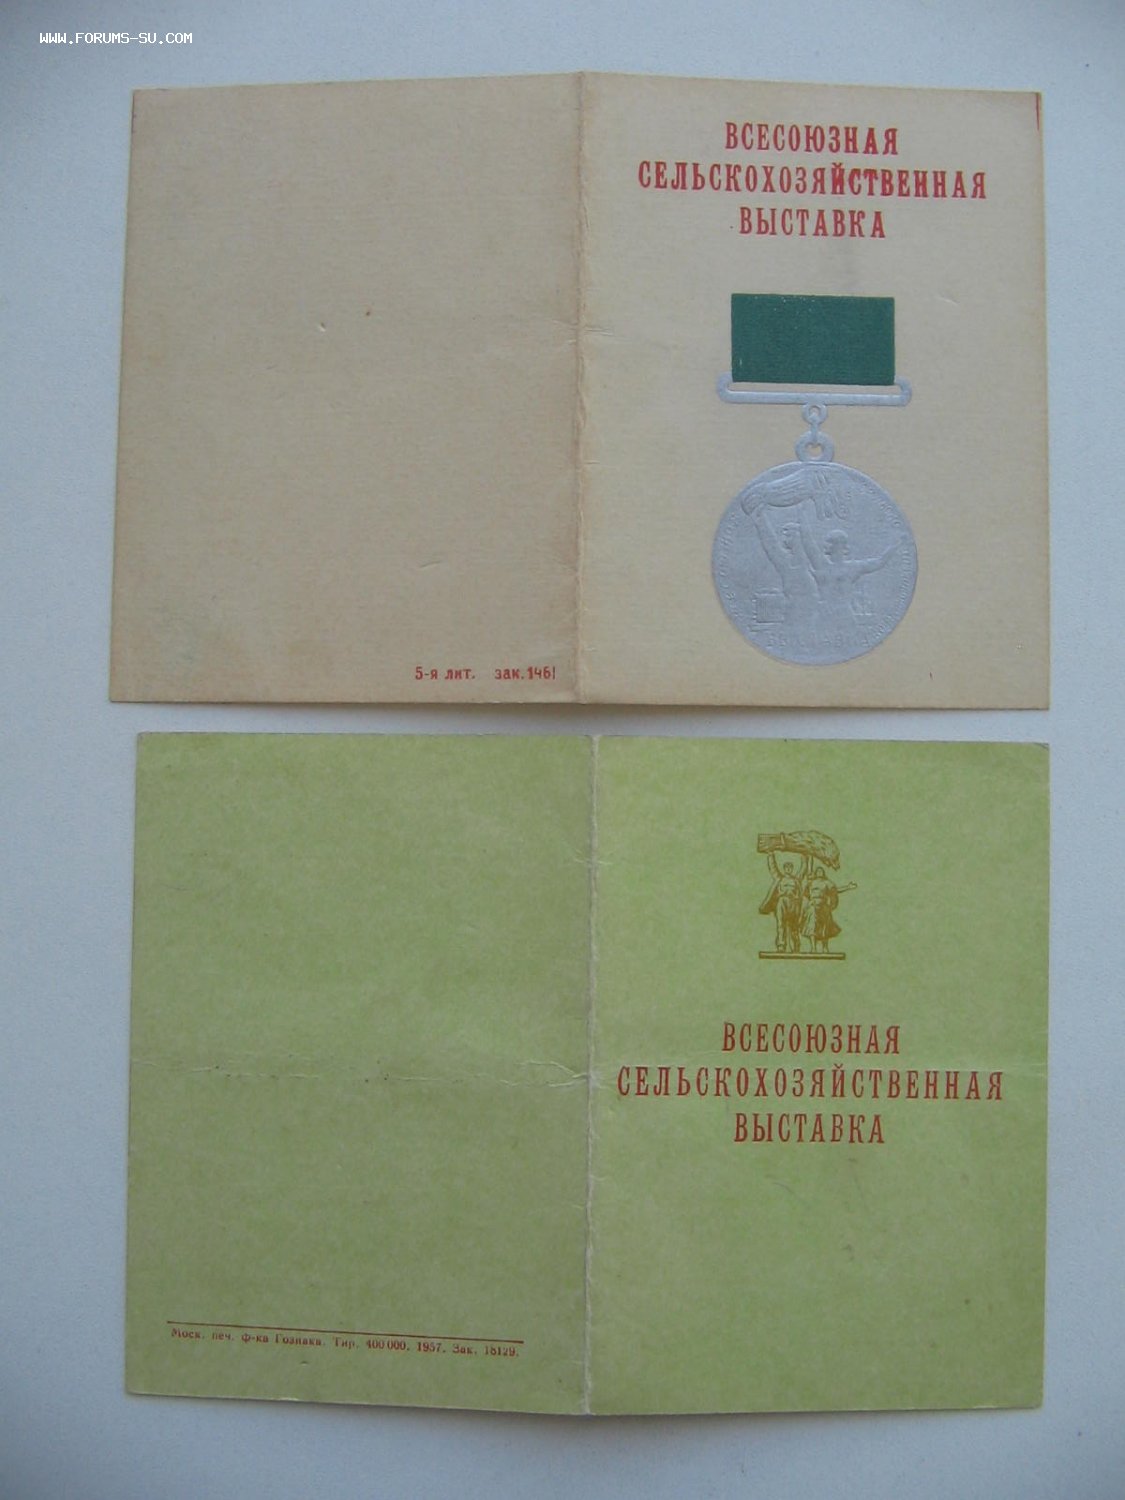 WWW.FORUMS-SU.COM
ВСЕСОЮЗНАЯ
СЕЛЬСКОХОЗЯЙСТВЕННАЯ
ВЫСТАВКА
5-я лит. зак. 1461
ВСЕСОЮЗНАЯ
СЕЛЬСКОХОЗЯЙСТВЕННАЯ
ВЫСТАВКА
Моск. печ. ф-ка Гознака. Тир. 400 000. 1957. Зак. 18129.